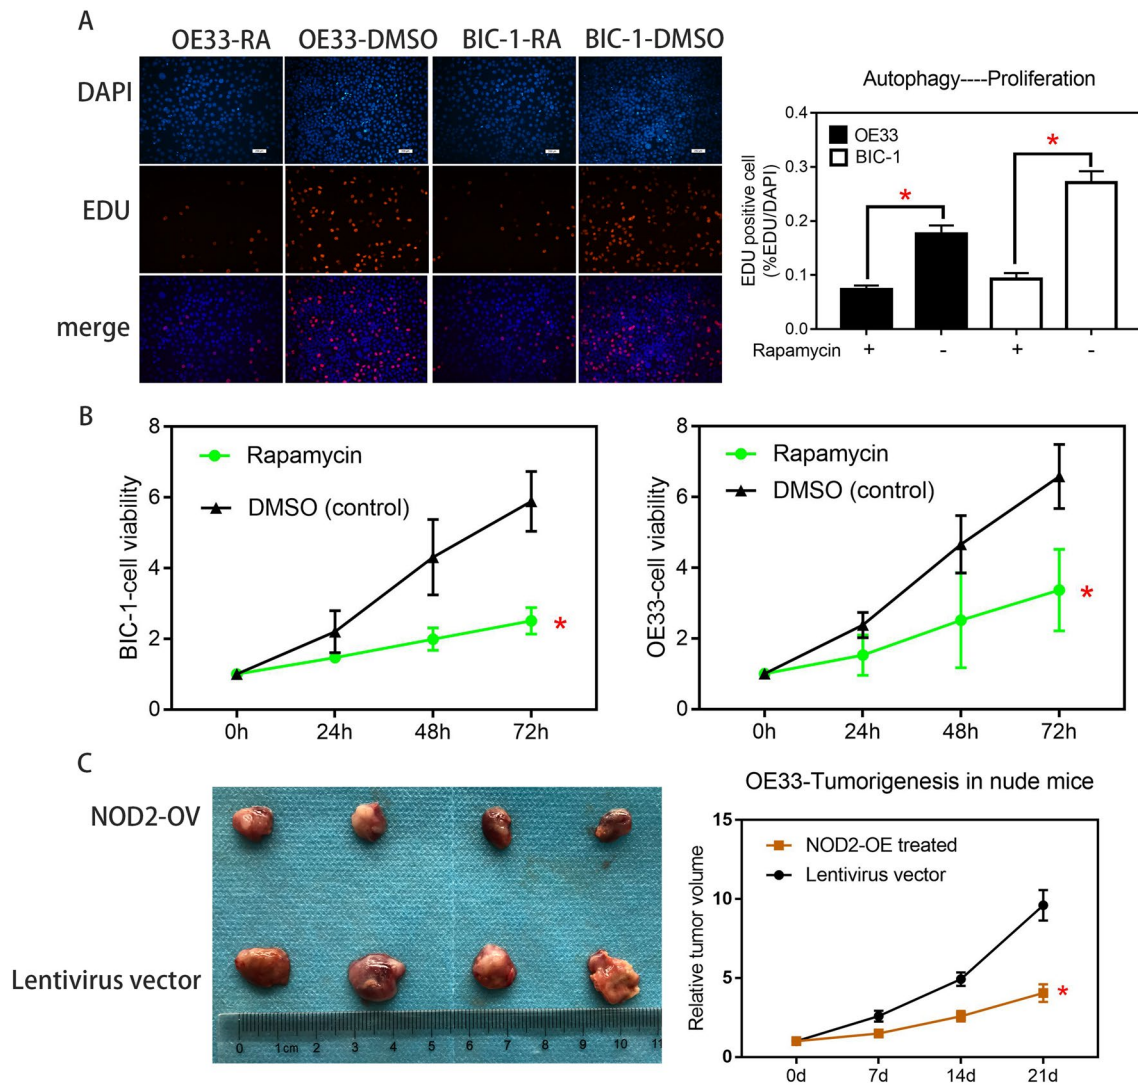 A
OE33-RA OE33-DMSO BIC-1-RA BIC-1-DMSO
DAPI
EDU
merge
Autophagy----Proliferation
EDU positive cell
(%EDU/DAPI)
0.4
0.3
0.2
0.1
0.0
OE33
BIC-1
*
*
Rapamycin + - + -
B
BIC-1-cell viability
8
6
4
2
0
Rapamycin
DMSO (control)
*
0h 24h 48h 72h
OE33-cell viability
8
6
4
2
0
Rapamycin
DMSO (control)
*
0h 24h 48h 72h
C
NOD2-OV
Lentivirus vector
0 1cm 2 3 4 5 6 7 8 9 10 11
OE33-Tumorigenesis in nude mice
Relative tumor volume
15
10
5
0
NOD2-OE treated
Lentivirus vector
*
0d 7d 14d 21d